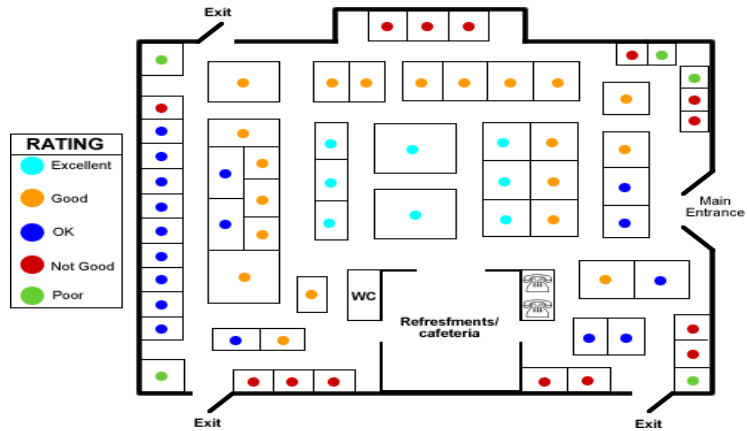 Exit
RATING
Excellent
Good
OK
Not Good
Poor
Main
Entrance
WC
Refresfments/
cafeteria
Exit
Exit